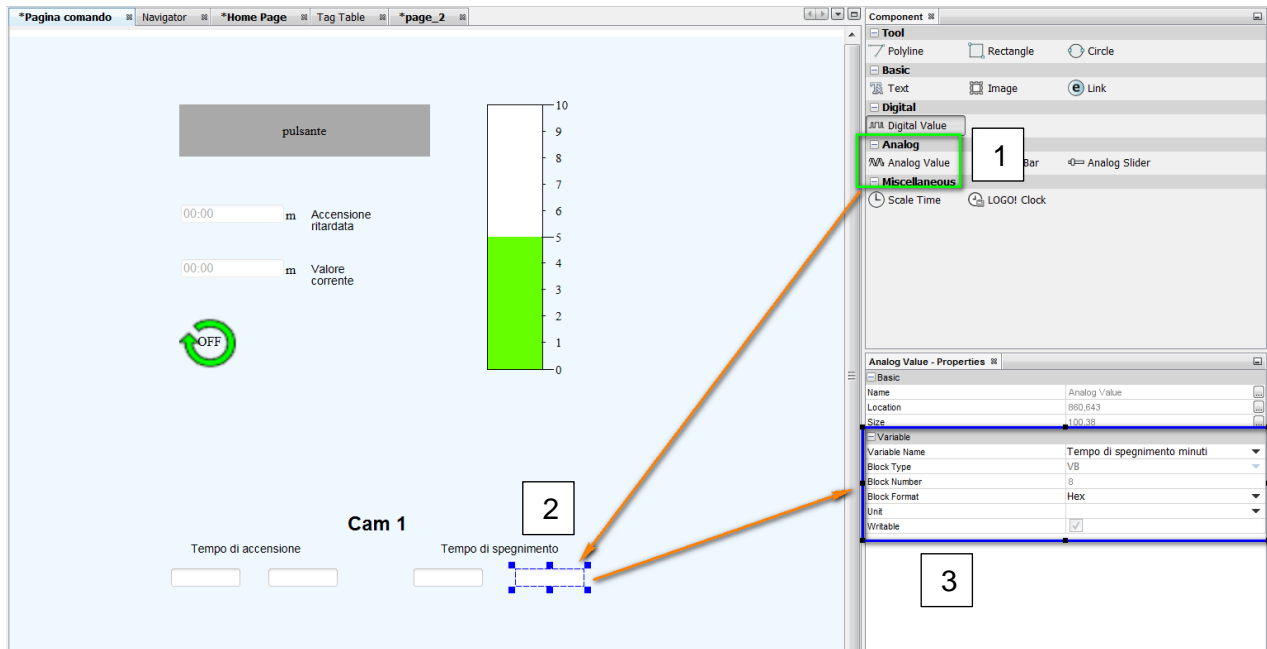 *Pagina comando Navigator *Home Page Tag Table *page_2
pulsante
10
9
8
7
6
5
4
3
2
1
0
00:00 m Accensione
ritardata
00:00 m Valore
corrente
OFF
Cam 1
2
Tempo di accensione Tempo di spegnimento
Component
Tool
Polyline Rectangle Circle
Basic
Text Image Link
Digital
Digital Value
Analog
1
Analog Value Bar Analog Slider
Miscellaneous
Scale Time LOGO! Clock
Analog Value - Properties
Basic
Name Analog Value
Location 860,643
Size 100,38
Variable
Variable Name Tempo di spegnimento minuti
Block Type VB
Block Number 8
Block Format Hex
Unit
Writable
3